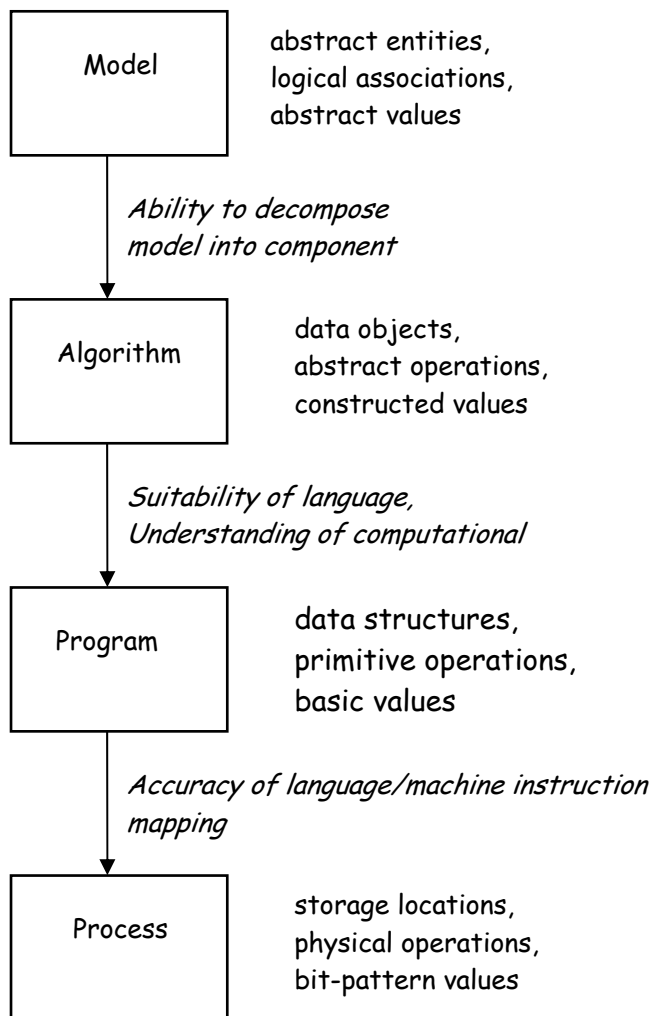 Model
abstract entities,
logical associations,
abstract values
Ability to decompose
model into component
Algorithm
data objects,
abstract operations,
constructed values
Suitability of language,
Understanding of computational
Program
data structures,
primitive operations,
basic values
Accuracy of language/machine instruction
mapping
Process
storage locations,
physical operations,
bit-pattern values